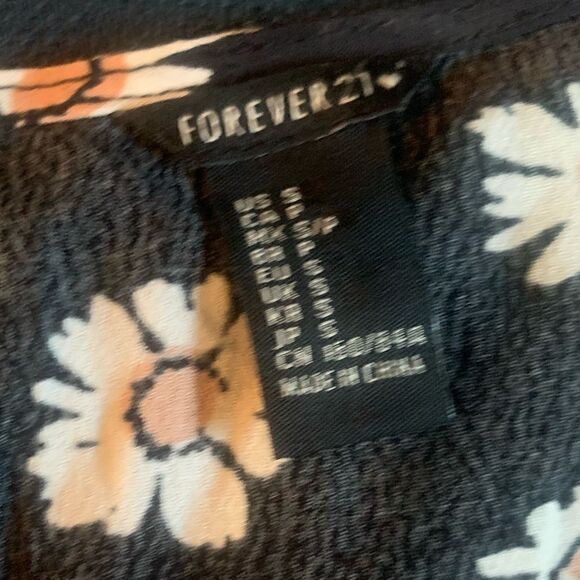 FOREVER 21
US S
CA P
MX S/P
BR P
EU S
UK S
KR S
JP S
CN 160/84A
MADE IN CHINA